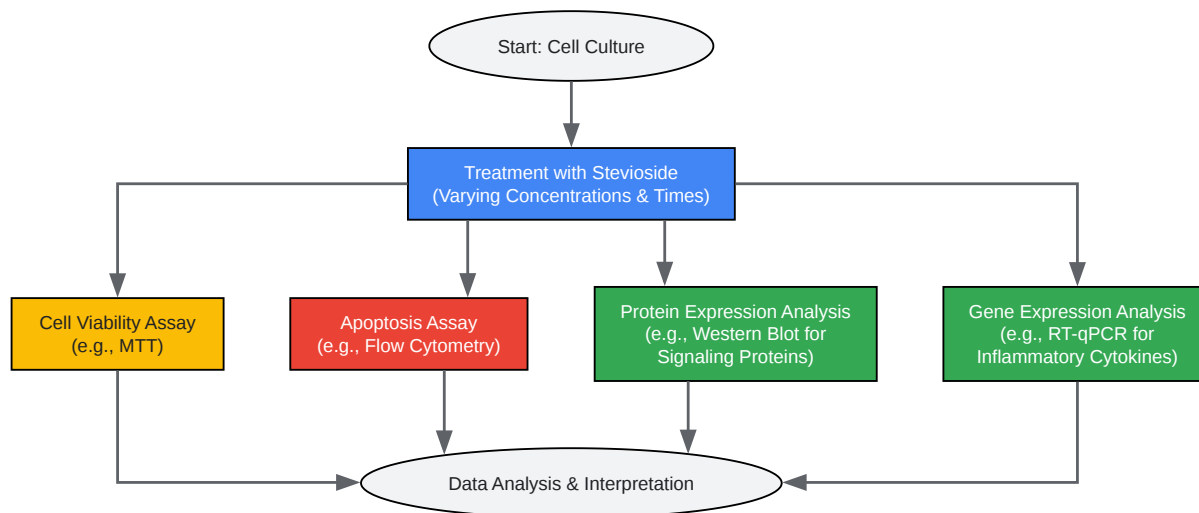 Start: Cell Culture
Treatment with Stevioside
(Varying Concentrations & Times)
Cell Viability Assay
(e.g., MTT)
Apoptosis Assay
(e.g., Flow Cytometry)
Protein Expression Analysis
(e.g., Western Blot for
Signaling Proteins)
Gene Expression Analysis
(e.g., RT-qPCR for
Inflammatory Cytokines)
Data Analysis & Interpretation